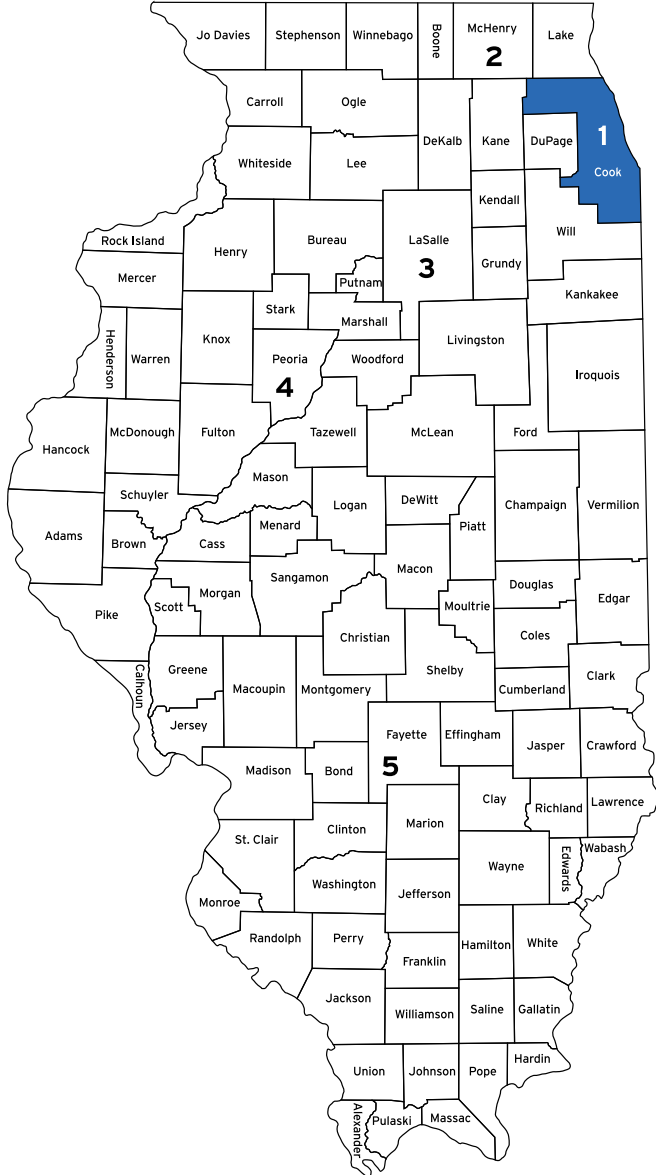 Jo Davies
Stephenson
Winnebago
Boone
McHenry
2
Lake
Carroll
Ogle
DeKalb
Kane
DuPage
1
Cook
Whiteside
Lee
Kendall
Rock Island
Henry
Bureau
LaSalle
3
Will
Mercer
Putnam
Grundy
Kankakee
Stark
Marshall
Henderson
Warren
Knox
Peoria
4
Woodford
Livingston
Iroquois
Hancock
McDonough
Fulton
Tazewell
McLean
Ford
Schuyler
Mason
Logan
DeWitt
Piatt
Champaign
Vermilion
Adams
Brown
Cass
Menard
Sangamon
Macon
Douglas
Edgar
Pike
Scott
Morgan
Christian
Moultrie
Coles
Calhoun
Greene
Macoupin
Montgomery
Shelby
Cumberland
Clark
Jersey
Fayette
5
Effingham
Jasper
Crawford
Madison
Bond
Clay
Richland
Lawrence
St. Clair
Clinton
Marion
Wayne
Edwards
Wabash
Monroe
Washington
Jefferson
Randolph
Perry
Franklin
Hamilton
White
Jackson
Williamson
Saline
Gallatin
Union
Johnson
Pope
Hardin
Alexander
Pulaski
Massac